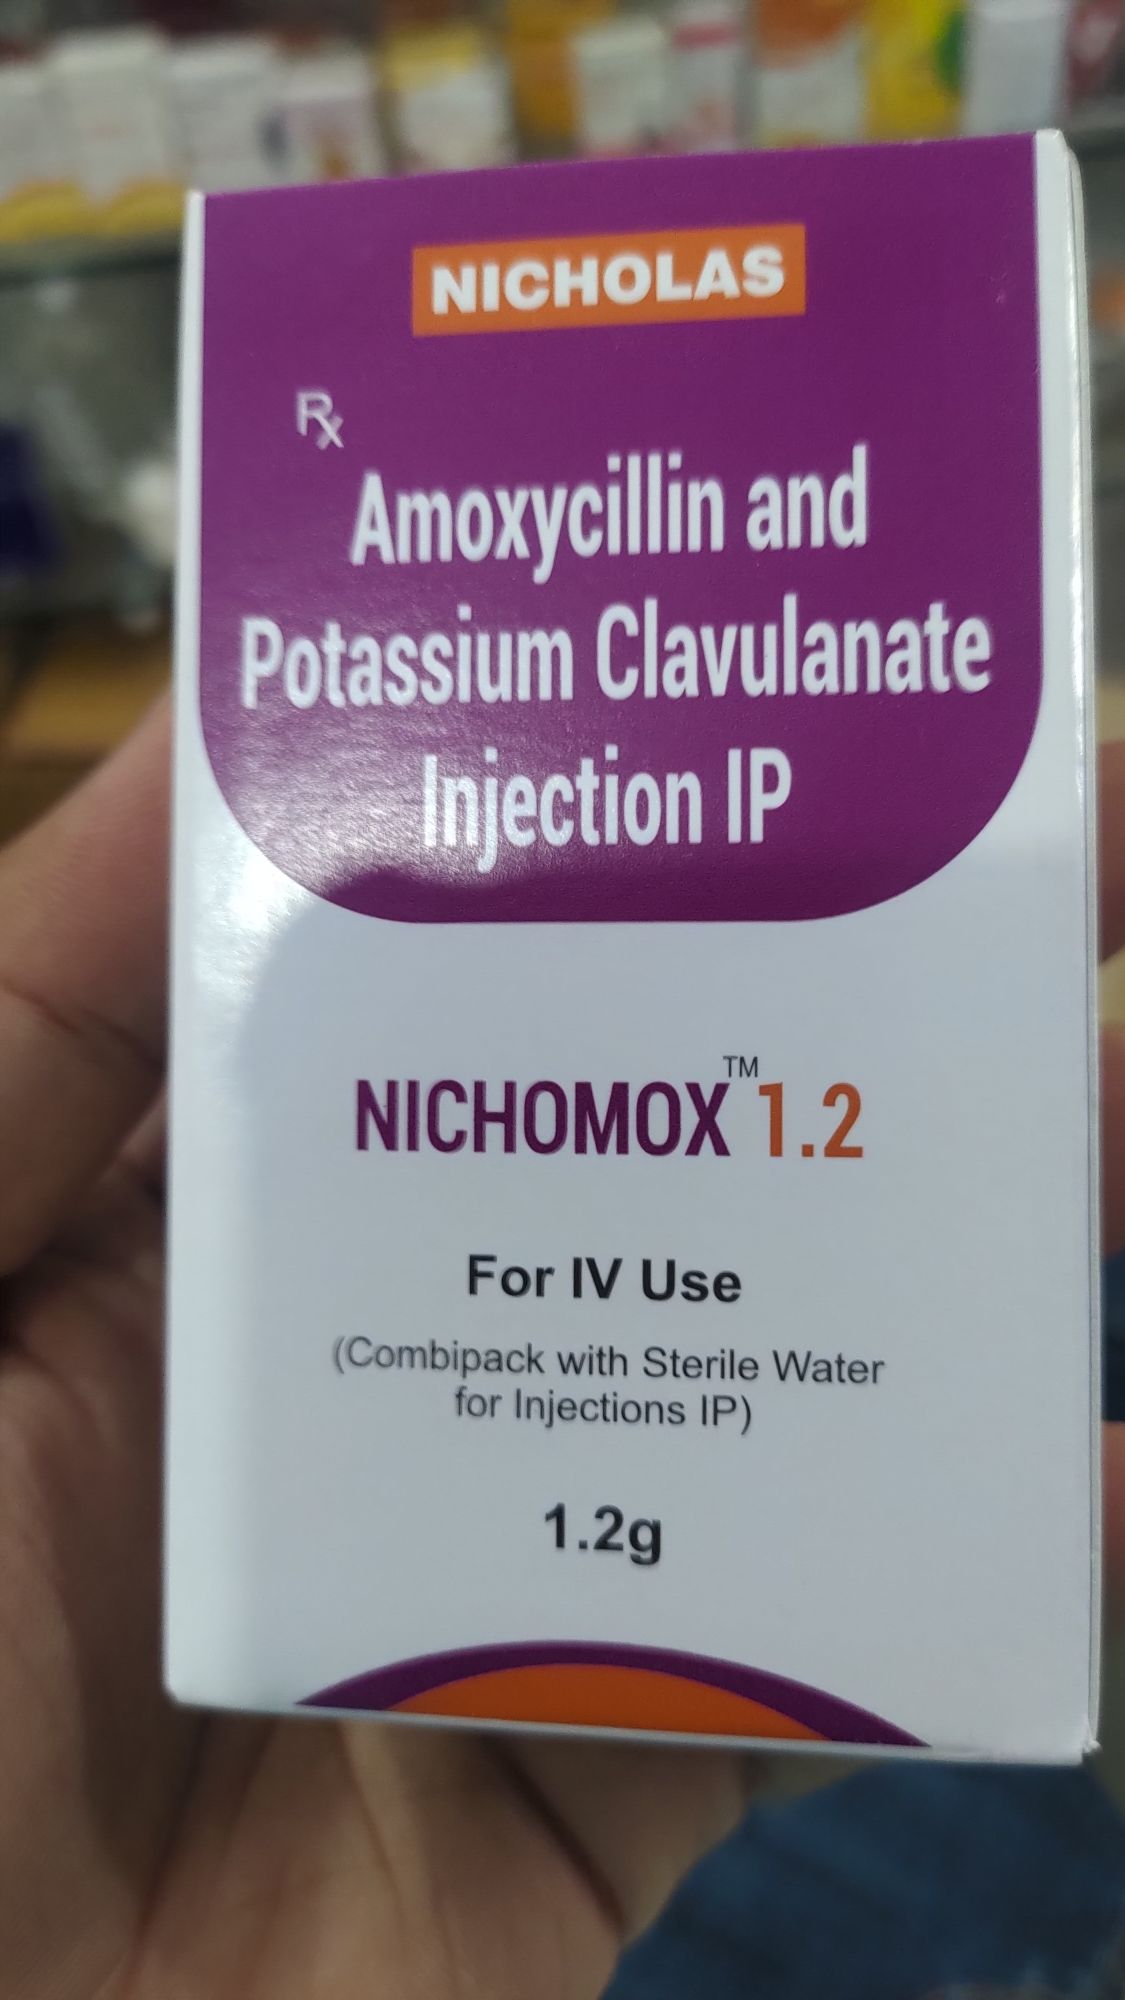 NICHOLAS
Rx
Amoxycillin and
Potassium Clavulanate
Injection IP
NICHOMOX™ 1.2
For IV Use
(Combipack with Sterile Water
for Injections IP)
1.2g